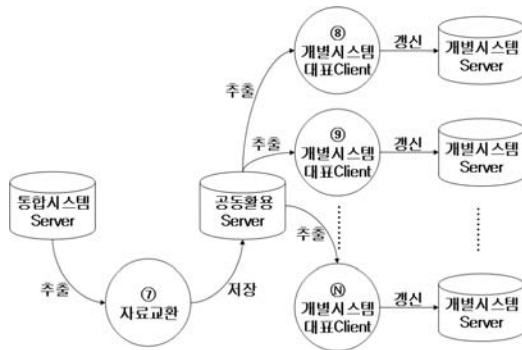 ⑧
개별시스템
대표Client
갱신
개별시스템
Server
추출
⑨
개별시스템
대표Client
갱신
개별시스템
Server
추출
통합시스템
Server
공동활용
Server
추출
추출
⑦
자료교환
저장
Ⓝ
개별시스템
대표Client
갱신
개별시스템
Server